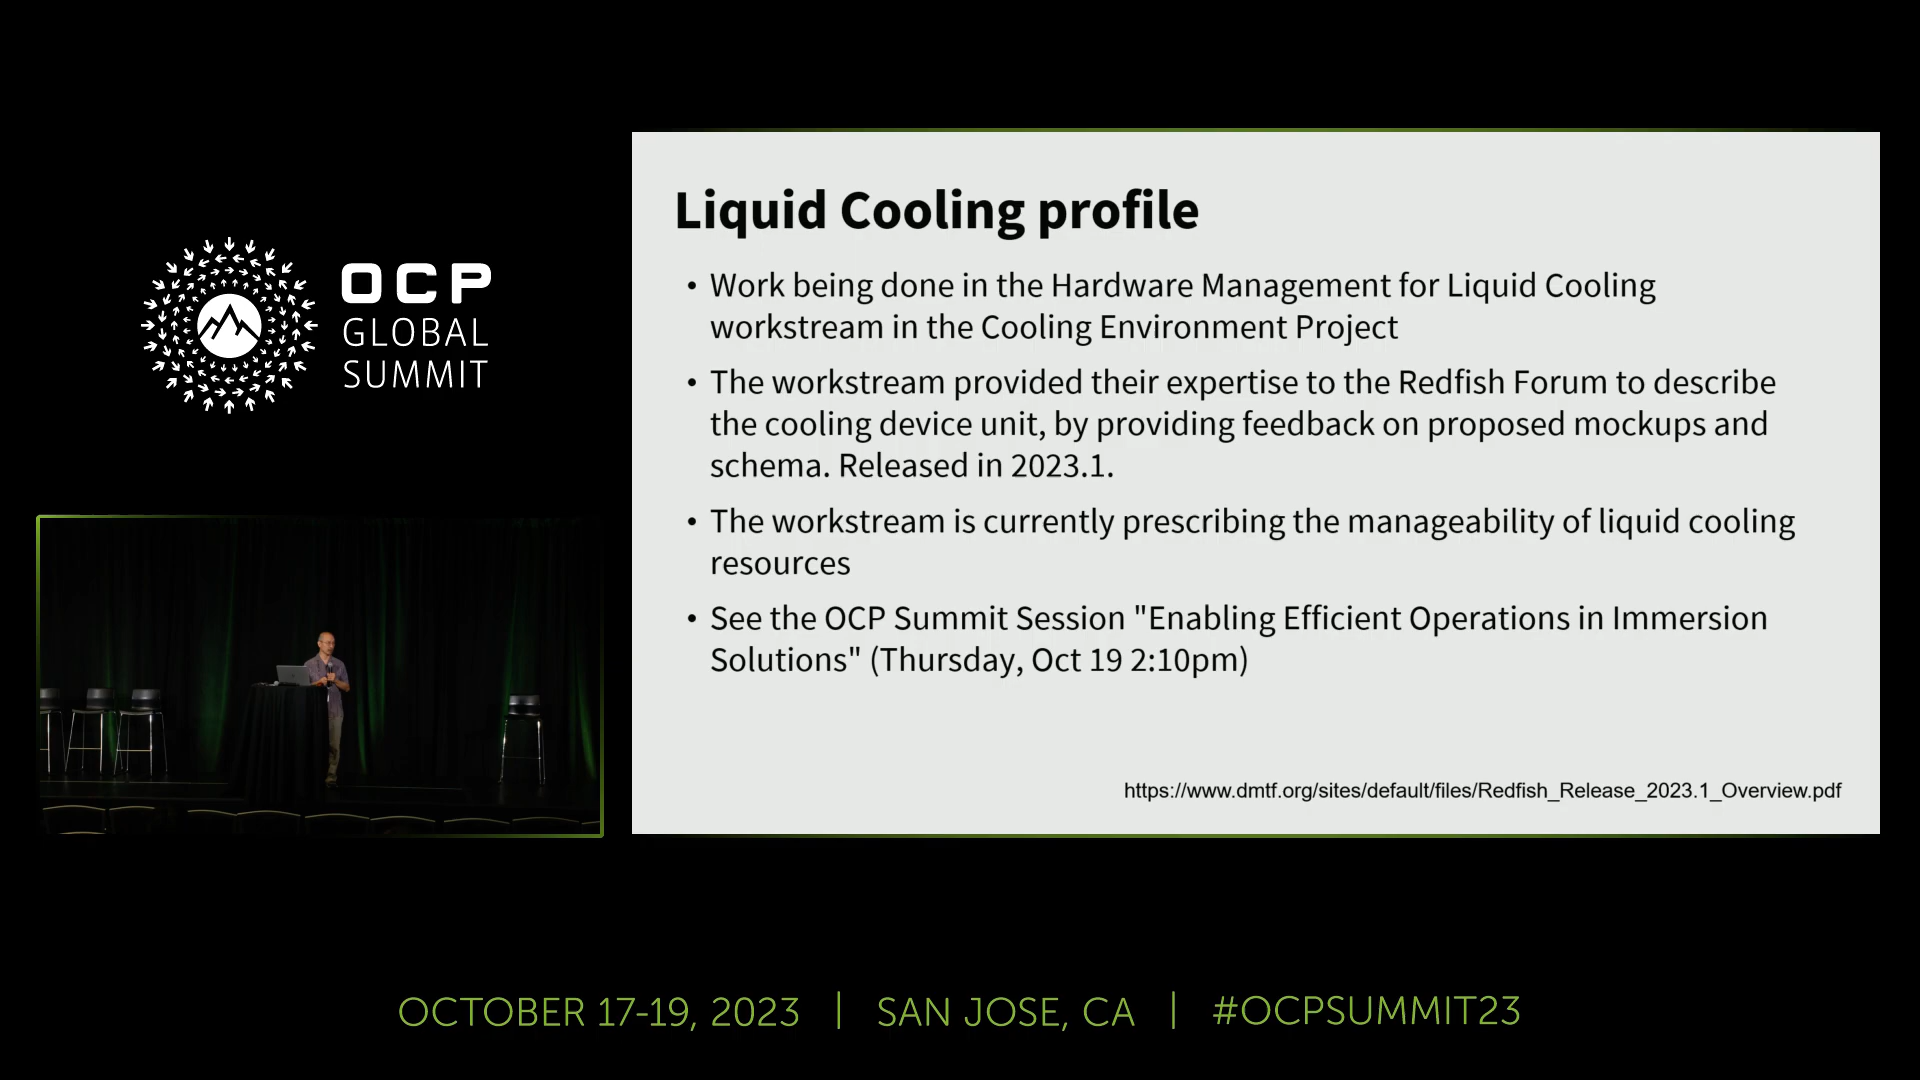 OCP
GLOBAL
SUMMIT
Liquid Cooling profile
• Work being done in the Hardware Management for Liquid Cooling
workstream in the Cooling Environment Project
• The workstream provided their expertise to the Redfish Forum to describe
the cooling device unit, by providing feedback on proposed mockups and
schema. Released in 2023.1.
• The workstream is currently prescribing the manageability of liquid cooling
resources
• See the OCP Summit Session "Enabling Efficient Operations in Immersion
Solutions" (Thursday, Oct 19 2:10pm)
https://www.dmtf.org/sites/default/files/Redfish_Release_2023.1_Overview.pdf
OCTOBER 17-19, 2023 | SAN JOSE, CA | #OCPSUMMIT23